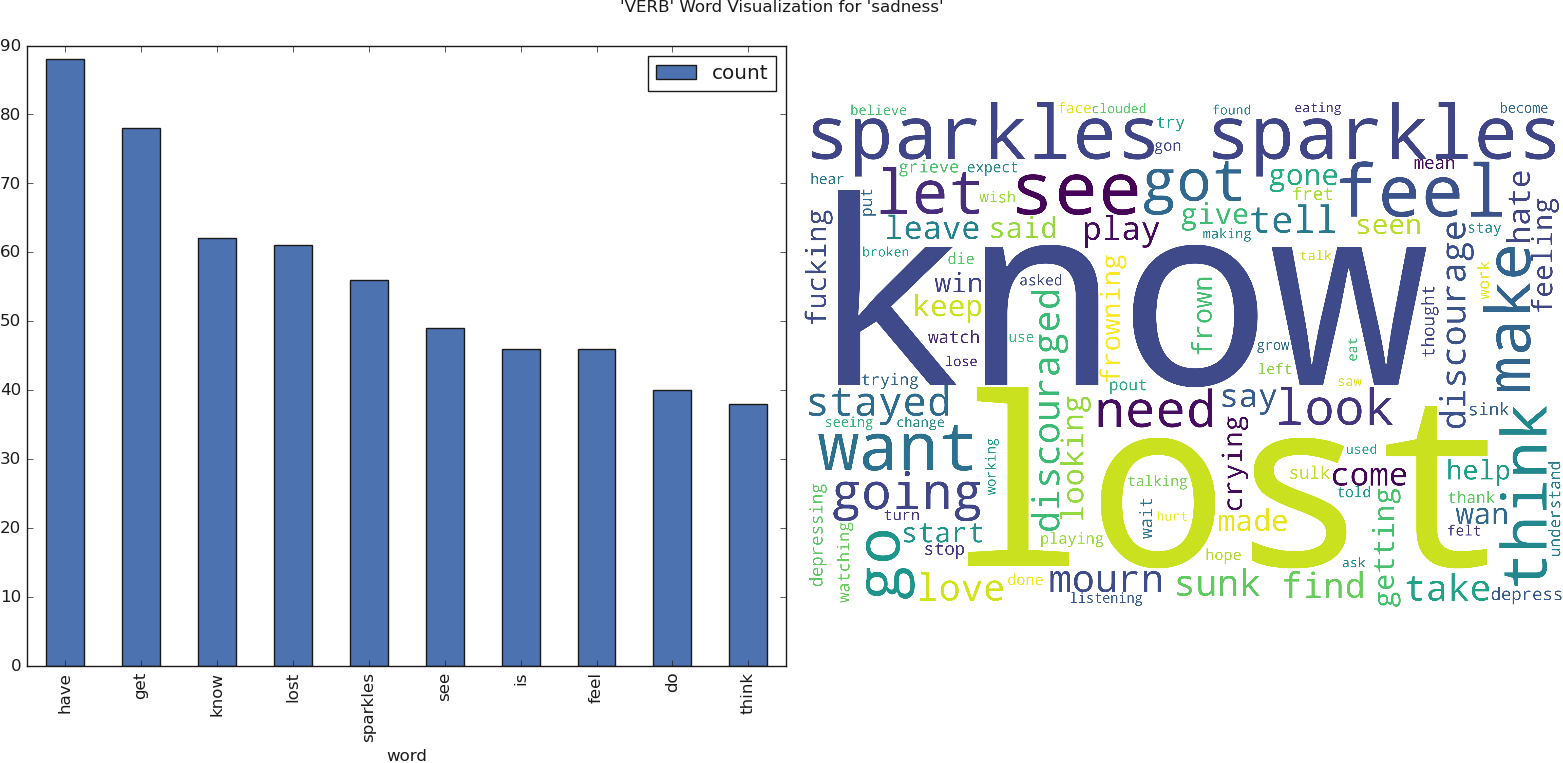 'VERB' Word Visualization for 'sadness'
90
80
70
60
50
40
30
20
10
0
count
have
get
know
lost
sparkles
see
is
feel
do
think
word
believe
face
clouded
found
eating
become
sparkles
try
gon
sparkles
grieve
expect
mean
hear
put
let
wish
see
got
give
gone
fret
feel
hate
leave
said
play
making
tell
seen
stay
feeling
fucking
know
broken
die
asked
talk
work
win
keep
discouraged
frowning
frown
thought
discourage
make
watch
use
lose
grow
left
eat
saw
trying
pout
stayed
need
say
look
sink
seeing
change
looking
crying
want
working
lost
used
think
going
talking
sulk
come
help
told
thank
turn
wait
hurt
made
wan
felt
understand
depressing
watching
go
start
stop
playing
hope
ask
getting
love
done
mourn
listening
sunk
find
take
depress